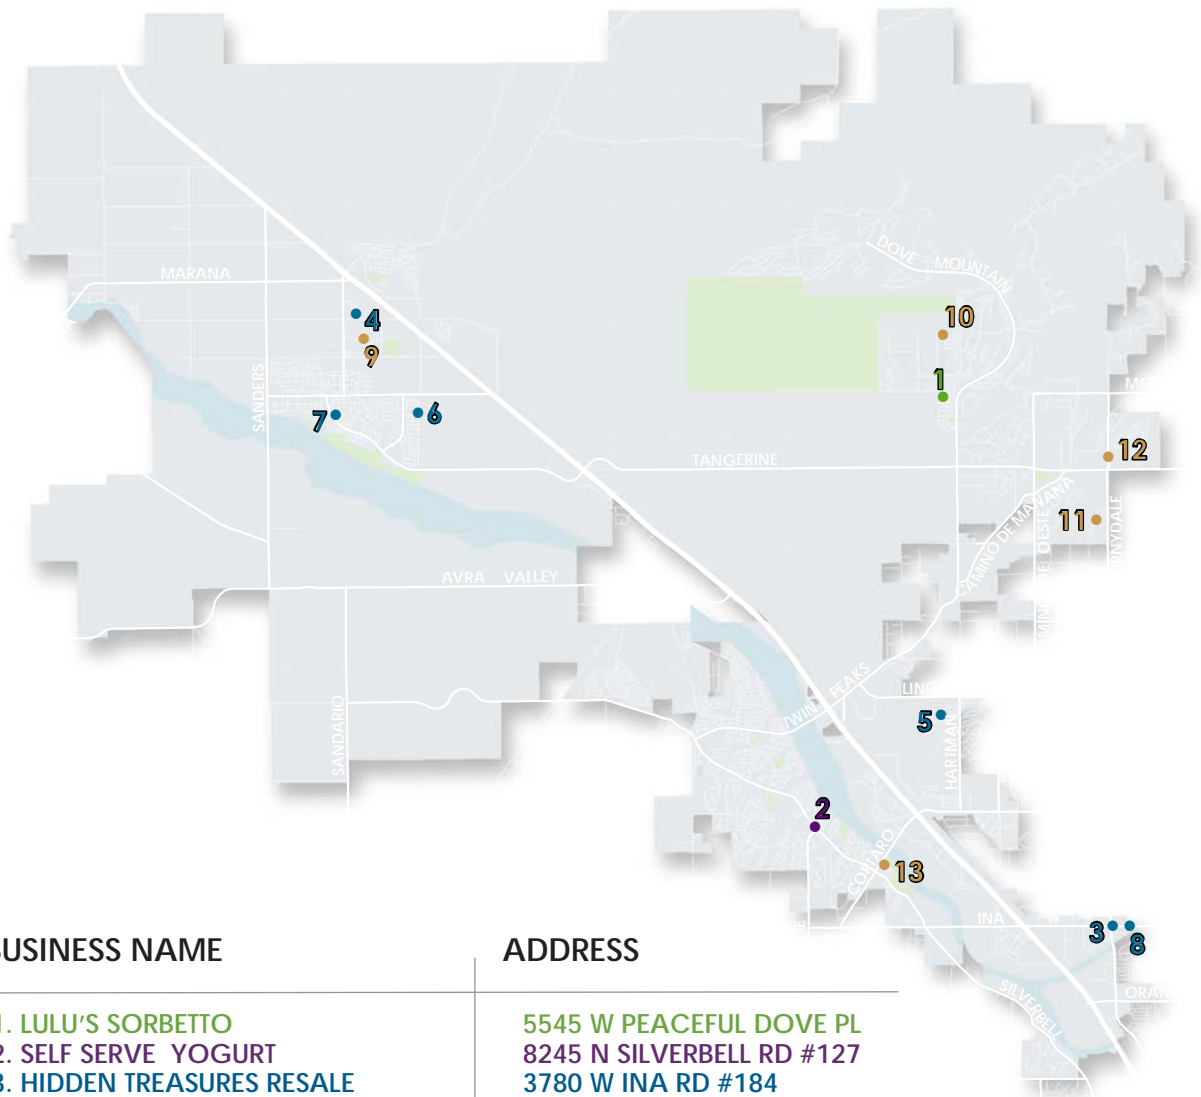 DOVE MOUNTAIN
MARANA
4
9
10
1
SANDERS
7
6
12
TANGERINE
11
CAMINO DE MANANA
AVRA VALLEY
TWIN PEAKS
5
SANDARIO
HARTMAN
2
CORTARO
13
INA
3
8
SILVERBELL
BUSINESS NAME
ADDRESS
1. LULU'S SORBETTO
5545 W PEACEFUL DOVE PL
2. SELF SERVE YOGURT
8245 N SILVERBELL RD #127
3. HIDDEN TREASURES RESALE
3780 W INA RD #184